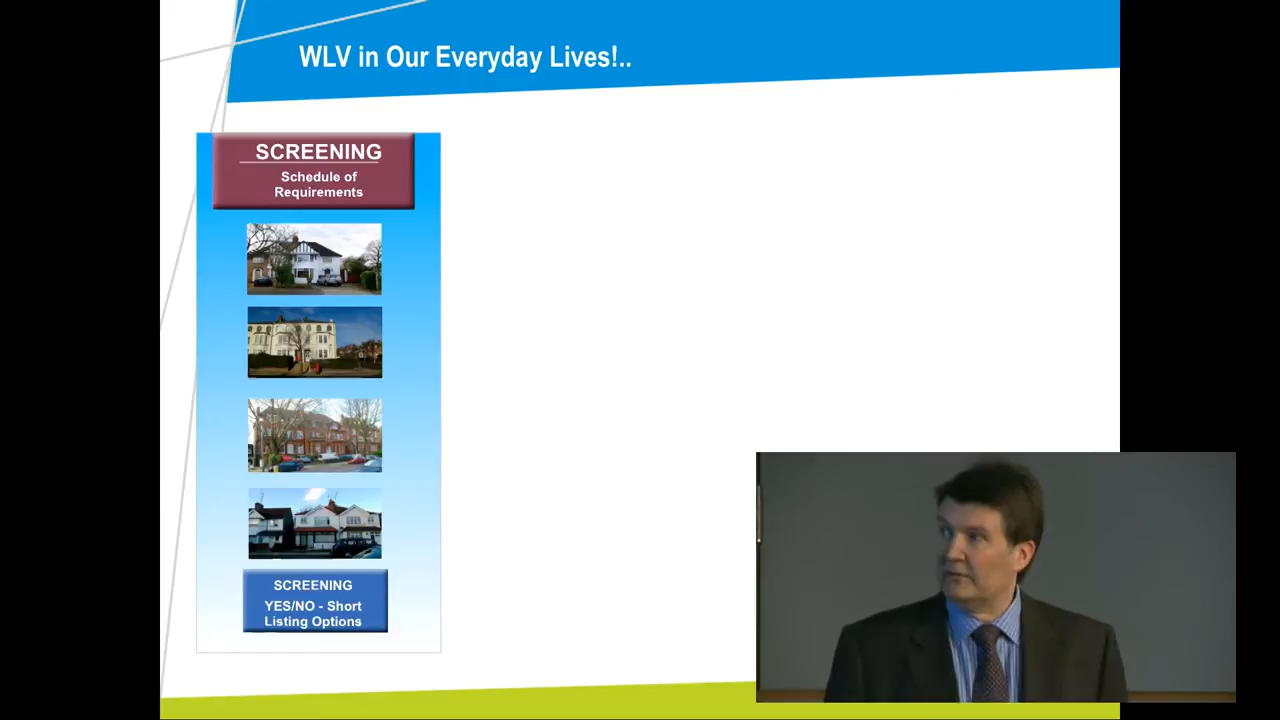 WLV in Our Everyday Lives!..
SCREENING
Schedule of
Requirements
SCREENING
YES/NO - Short
Listing Options